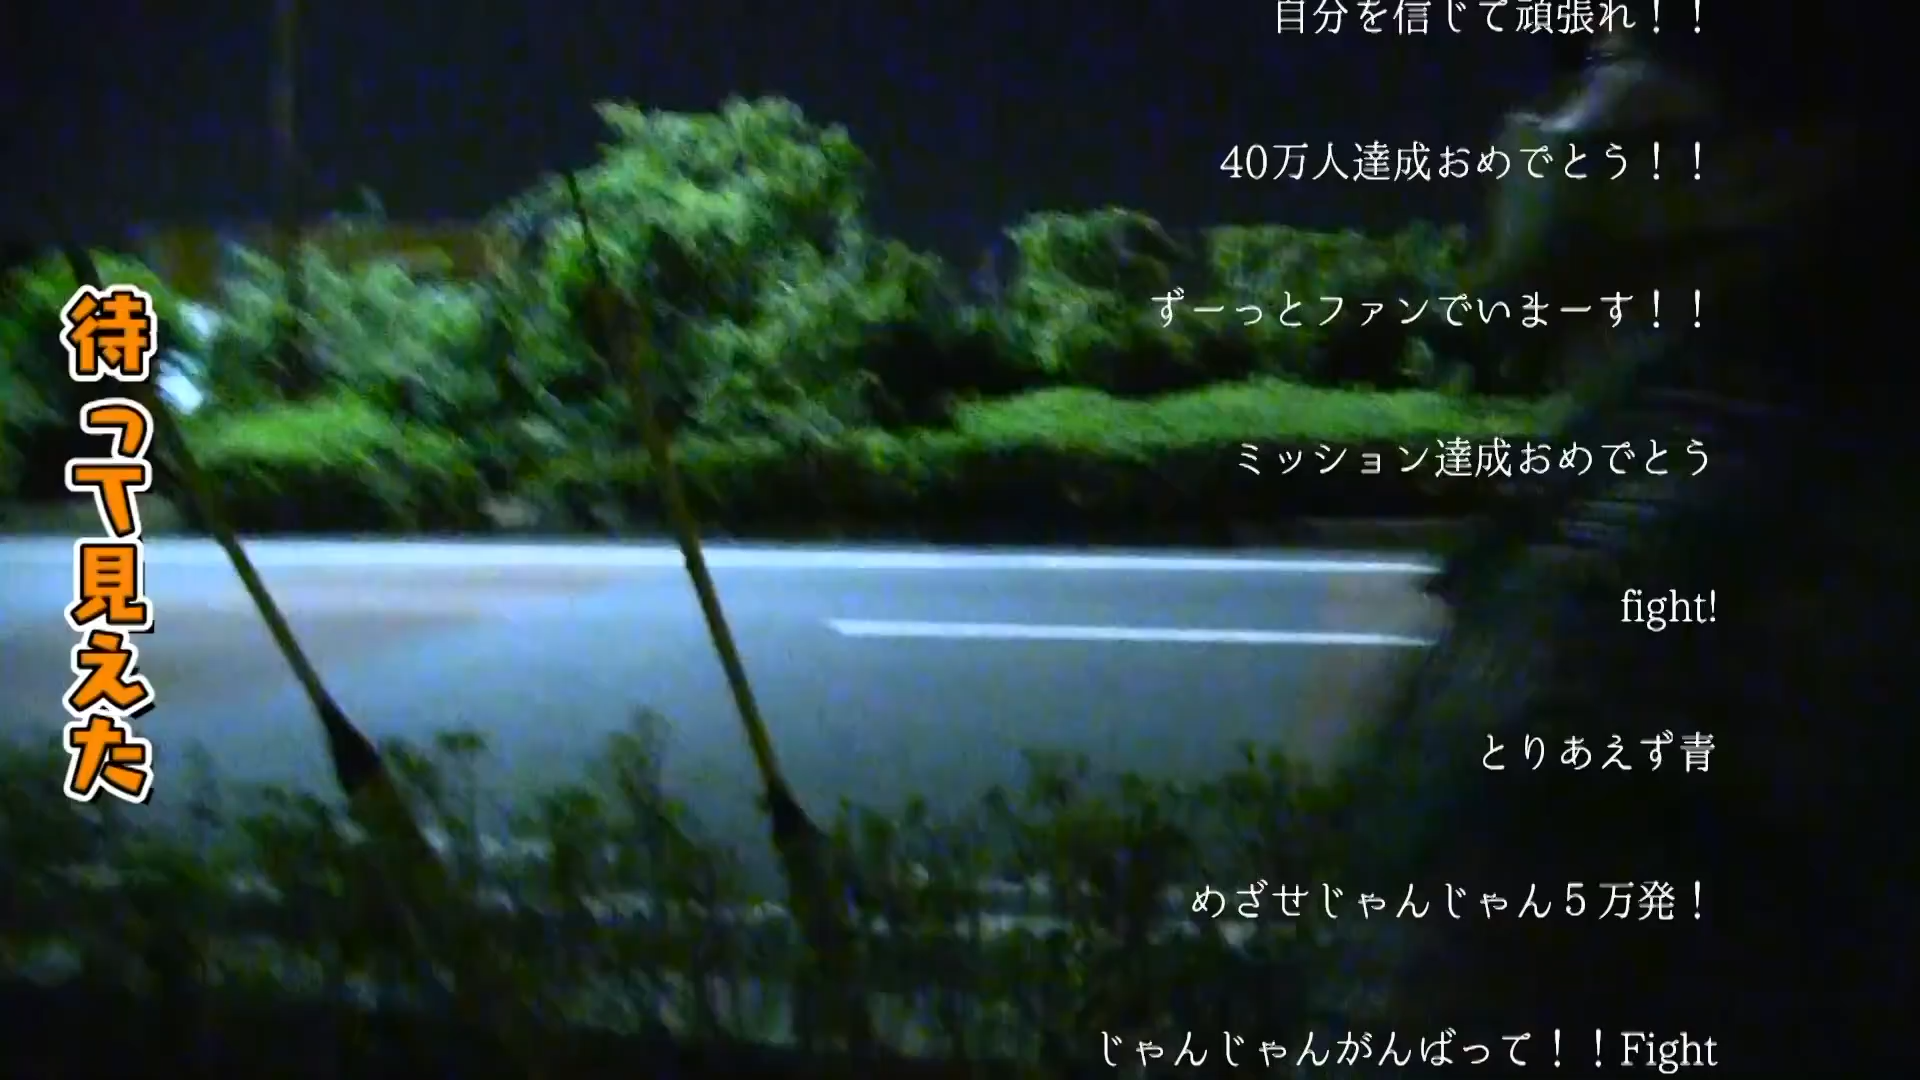 待って見えた
自分を信じて頑張れ！！
40万人達成おめでとう！！
ずーっとファンでいまーす！！
ミッション達成おめでとう
fight!
とりあえず青
めざせじゃんじゃん５万発！
じゃんじゃんがんばって！！Fight